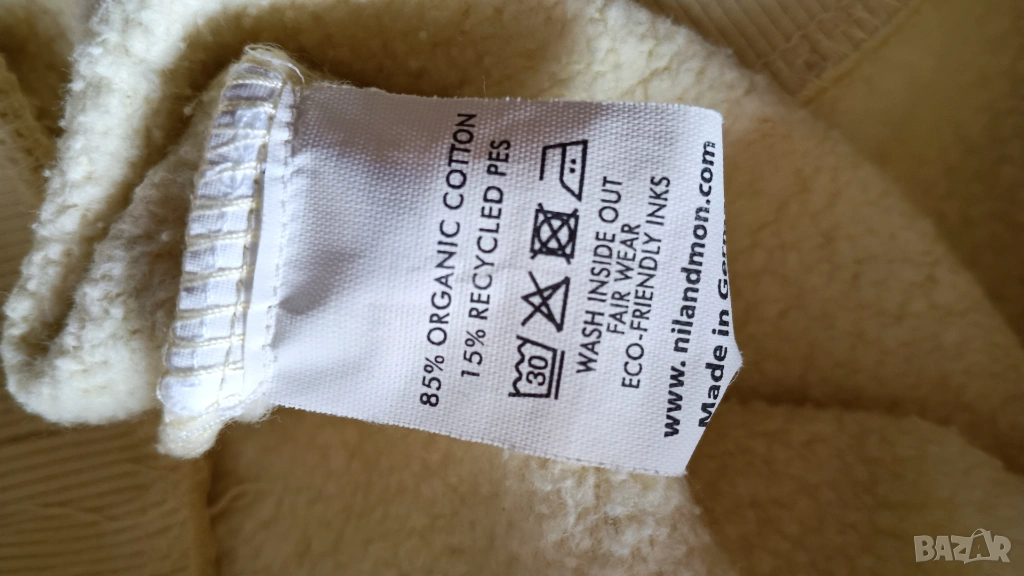 85% ORGANIC COTTON
15% RECYCLED PES
30
WASH INSIDE OUT
FAIR WEAR
ECO-FRIENDLY INKS
www.nilandmon.com
Made in
BAZAR